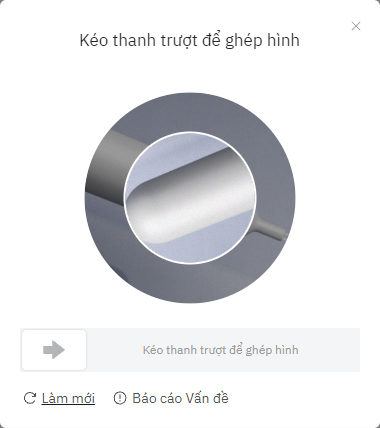 Kéo thanh trượt để ghép hình
Kéo thanh trượt để ghép hình
Làm mới
Báo cáo Vấn đề